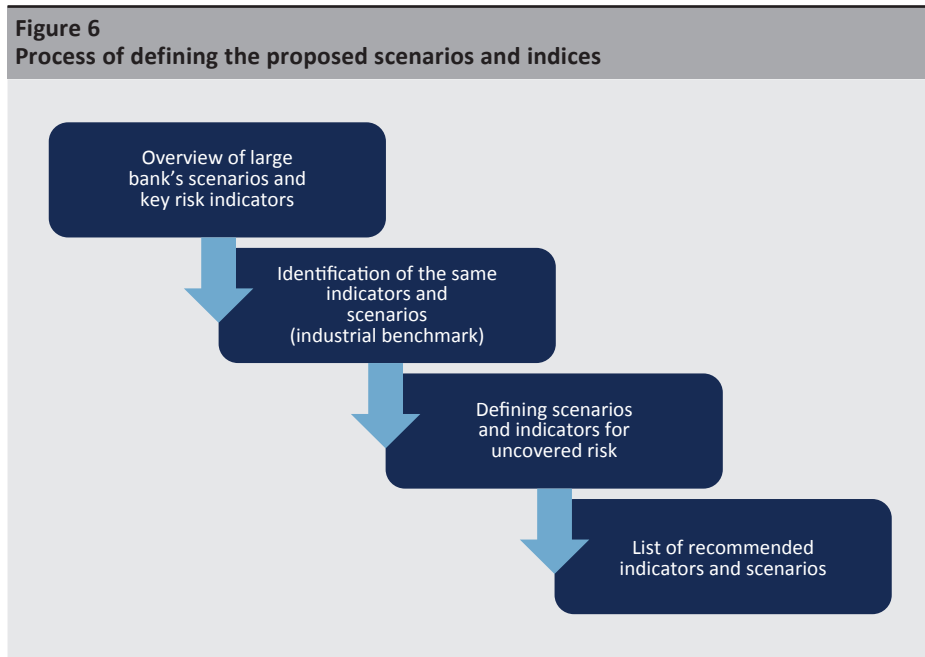 Figure 6
Process of defining the proposed scenarios and indices
Overview of large
bank's scenarios and
key risk indicators
Identification of the same
indicators and
scenarios
(industrial benchmark)
Defining scenarios
and indicators for
uncovered risk
List of recommended
indicators and scenarios